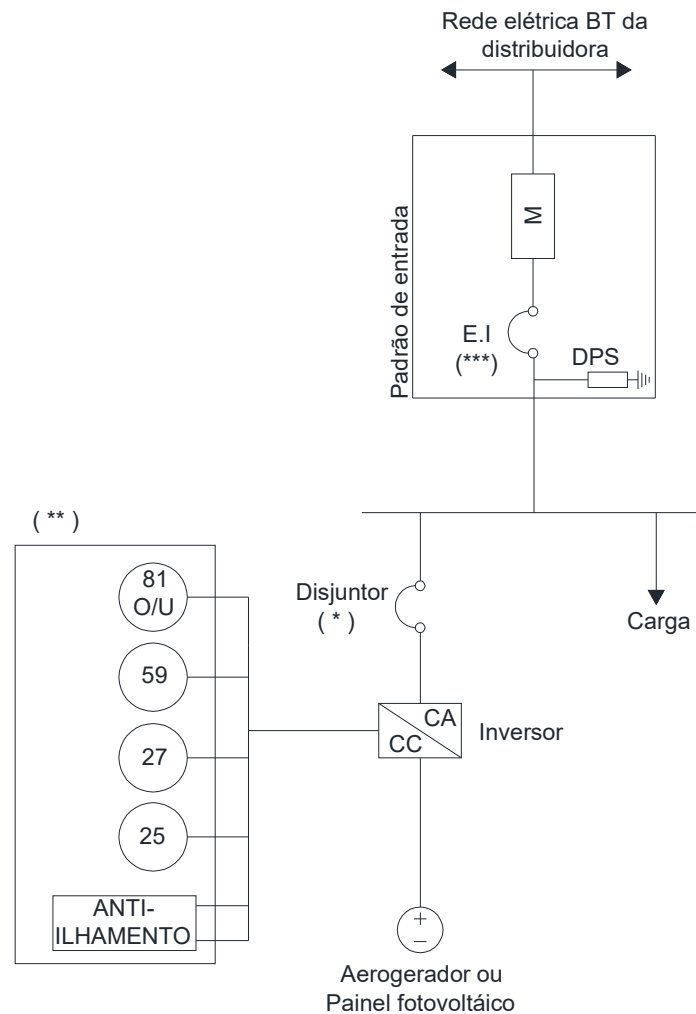 Rede elétrica BT da
distribuidora
Padrão de entrada
M
E.I
(***)
DPS
( ** )
81
O/U
59
27
25
ANTI-
ILHAMENTO
Disjuntor
( * )
Carga
CA
CC
Inversor
+
–
Aerogerador ou
Painel fotovoltáico